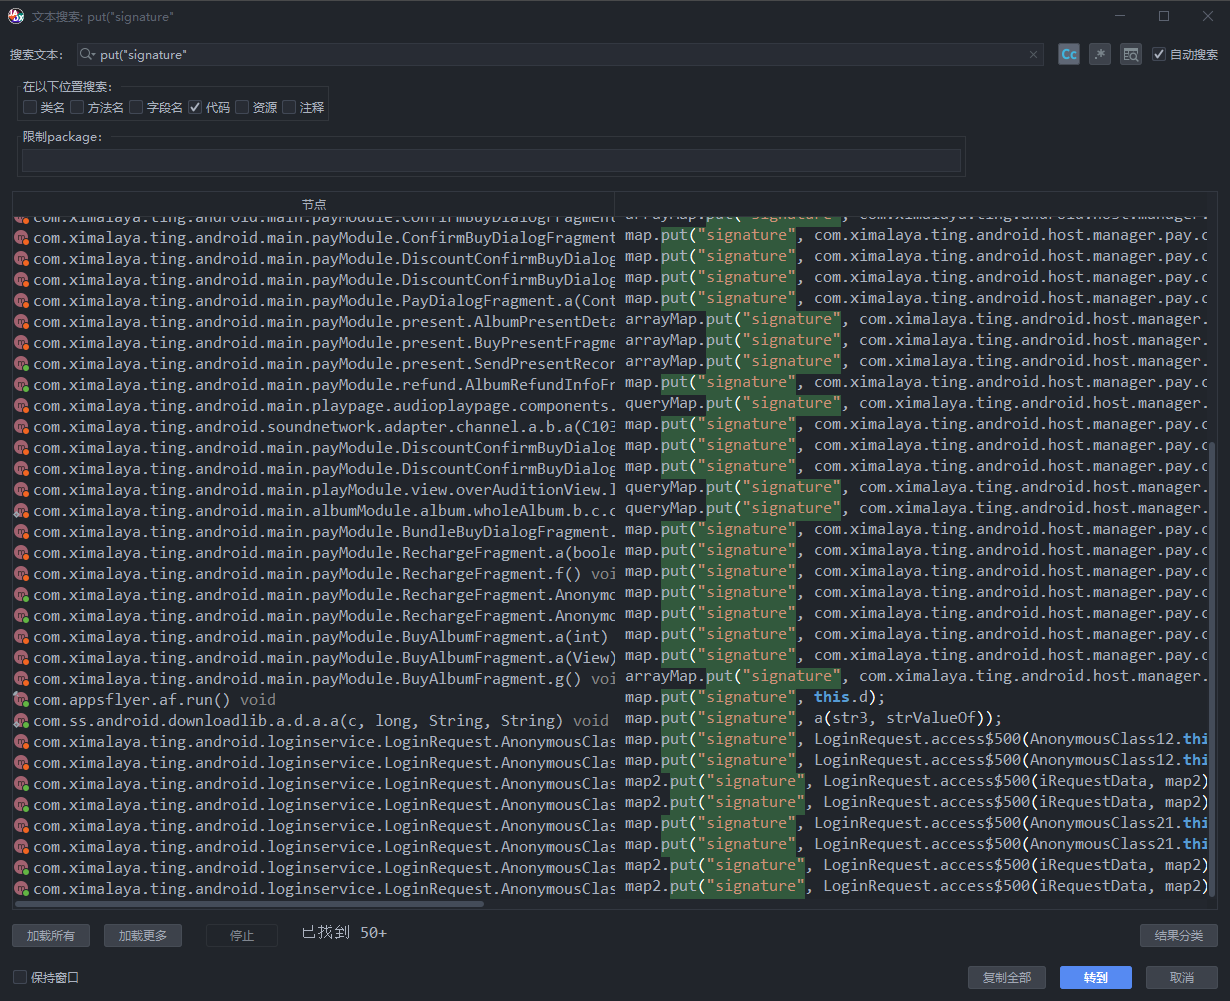 文本搜索: put("signature"
搜索文本: put("signature" Cc .* 自动搜索
在以下位置搜索:
类名 方法名 字段名 代码 资源 注释
限制package:
节点
com.ximalaya.ting.android.main.payModule.ConfirmBuyDialogFragment arrayMap.put("signature", com.ximalaya.ting.android.host.manager.
com.ximalaya.ting.android.main.payModule.ConfirmBuyDialogFragment map.put("signature", com.ximalaya.ting.android.host.manager.pay.c
com.ximalaya.ting.android.main.payModule.DiscountConfirmBuyDialog map.put("signature", com.ximalaya.ting.android.host.manager.pay.c
com.ximalaya.ting.android.main.payModule.DiscountConfirmBuyDialog map.put("signature", com.ximalaya.ting.android.host.manager.pay.c
com.ximalaya.ting.android.main.payModule.PayDialogFragment.a(Cont map.put("signature", com.ximalaya.ting.android.host.manager.pay.c
com.ximalaya.ting.android.main.payModule.present.AlbumPresentDeta arrayMap.put("signature", com.ximalaya.ting.android.host.manager.
com.ximalaya.ting.android.main.payModule.present.BuyPresentFragme arrayMap.put("signature", com.ximalaya.ting.android.host.manager.
com.ximalaya.ting.android.main.payModule.present.SendPresentRecor arrayMap.put("signature", com.ximalaya.ting.android.host.manager.
com.ximalaya.ting.android.main.payModule.refund.AlbumRefundInfoFr map.put("signature", com.ximalaya.ting.android.host.manager.pay.c
com.ximalaya.ting.android.main.playpage.audioplaypage.components. queryMap.put("signature", com.ximalaya.ting.android.host.manager.
com.ximalaya.ting.android.soundnetwork.adapter.channel.a.b.a(C103 map.put("signature", com.ximalaya.ting.android.host.manager.pay.c
com.ximalaya.ting.android.main.payModule.DiscountConfirmBuyDialog map.put("signature", com.ximalaya.ting.android.host.manager.pay.c
com.ximalaya.ting.android.main.payModule.DiscountConfirmBuyDialog map.put("signature", com.ximalaya.ting.android.host.manager.pay.c
com.ximalaya.ting.android.main.playModule.view.overAuditionView.l queryMap.put("signature", com.ximalaya.ting.android.host.manager.
com.ximalaya.ting.android.main.albumModule.album.wholeAlbum.b.c.c queryMap.put("signature", com.ximalaya.ting.android.host.manager.
com.ximalaya.ting.android.main.payModule.BundleBuyDialogFragment. map.put("signature", com.ximalaya.ting.android.host.manager.pay.c
com.ximalaya.ting.android.main.payModule.RechargeFragment.a(boole map.put("signature", com.ximalaya.ting.android.host.manager.pay.c
com.ximalaya.ting.android.main.payModule.RechargeFragment.f() voi map.put("signature", com.ximalaya.ting.android.host.manager.pay.c
com.ximalaya.ting.android.main.payModule.RechargeFragment.Anonymo map.put("signature", com.ximalaya.ting.android.host.manager.pay.c
com.ximalaya.ting.android.main.payModule.RechargeFragment.Anonymo map.put("signature", com.ximalaya.ting.android.host.manager.pay.c
com.ximalaya.ting.android.main.payModule.BuyAlbumFragment.a(int) map.put("signature", com.ximalaya.ting.android.host.manager.pay.c
com.ximalaya.ting.android.main.payModule.BuyAlbumFragment.a(View) map.put("signature", com.ximalaya.ting.android.host.manager.pay.c
com.ximalaya.ting.android.main.payModule.BuyAlbumFragment.g() voi arrayMap.put("signature", com.ximalaya.ting.android.host.manager.
com.appsflyer.af.run() void map.put("signature", this.d);
com.ss.android.downloadlib.a.d.a.a(c, long, String, String) void map.put("signature", a(str3, strValueOf));
com.ximalaya.ting.android.loginservice.LoginRequest.AnonymousClas map.put("signature", LoginRequest.access$500(AnonymousClass12.thi
com.ximalaya.ting.android.loginservice.LoginRequest.AnonymousClas map.put("signature", LoginRequest.access$500(AnonymousClass12.thi
com.ximalaya.ting.android.loginservice.LoginRequest.AnonymousClas map2.put("signature", LoginRequest.access$500(iRequestData, map2)
com.ximalaya.ting.android.loginservice.LoginRequest.AnonymousClas map2.put("signature", LoginRequest.access$500(iRequestData, map2)
com.ximalaya.ting.android.loginservice.LoginRequest.AnonymousClas map.put("signature", LoginRequest.access$500(AnonymousClass21.thi
com.ximalaya.ting.android.loginservice.LoginRequest.AnonymousClas map.put("signature", LoginRequest.access$500(AnonymousClass21.thi
com.ximalaya.ting.android.loginservice.LoginRequest.AnonymousClas map2.put("signature", LoginRequest.access$500(iRequestData, map2)
com.ximalaya.ting.android.loginservice.LoginRequest.AnonymousClas map2.put("signature", LoginRequest.access$500(iRequestData, map2)
加载所有 加载更多 停止 已找到 50+ 结果分类
保持窗口 复制全部 转到 取消